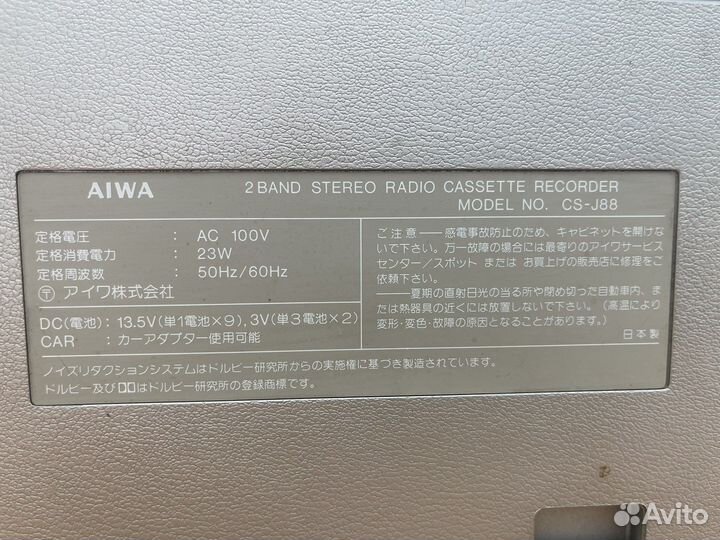 AIWA
2 BAND STEREO RADIO CASSETTE RECORDER
MODEL NO. CS-J88
定格電圧 : AC 100V
定格消費電力 : 23W
定格周波数 : 50Hz/60Hz
〶 アイワ株式会社
DC(電池) : 13.5V(単1電池×9), 3V(単3電池×2)
CAR : カーアダプター使用可能
ご注意——感電事故防止のため、キャビネットを開けな
いで下さい。万一故障の場合には最寄りのアイワサービス
センター/スポット または お買上げの販売店に修理をご
依頼下さい。
——夏期の直射日光の当る所や閉め切った自動車内、ま
たは熱器具の近くには放置しないで下さい。(高温により
変形・変色・故障の原因となることがあります。)
日本製
ノイズリダクションシステムはドルビー研究所からの実施権に基づき製造されています。
ドルビー及びDDはドルビー研究所の登録商標です。
Avito